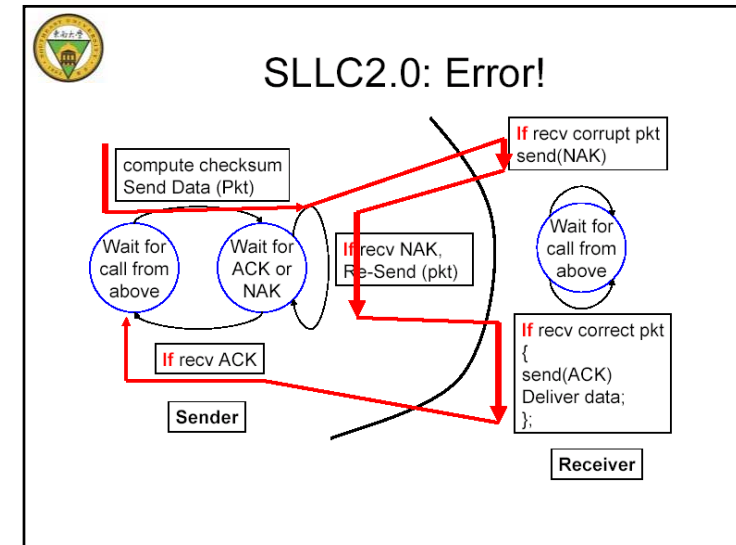 SLLC2.0: Error!
compute checksum
Send Data (Pkt)
If recv corrupt pkt
send(NAK)
Wait for
call from
above
Wait for
ACK or
NAK
If recv NAK,
Re-Send (pkt)
Wait for
call from
above
If recv ACK
If recv correct pkt
{
send(ACK)
Deliver data;
};
Sender
Receiver